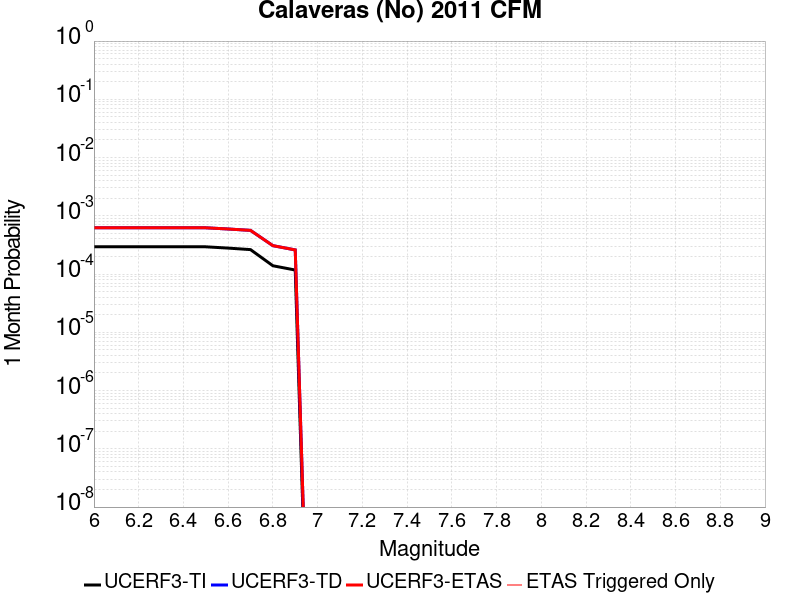 Calaveras (No) 2011 CFM
10 0
10 -1
10 -2
10 -3
10 -4
10 -5
10 -6
10 -7
10 -8
1 Month Probability
6 6.2 6.4 6.6 6.8 7 7.2 7.4 7.6 7.8 8 8.2 8.4 8.6 8.8 9
Magnitude
UCERF3-TI UCERF3-TD UCERF3-ETAS ETAS Triggered Only